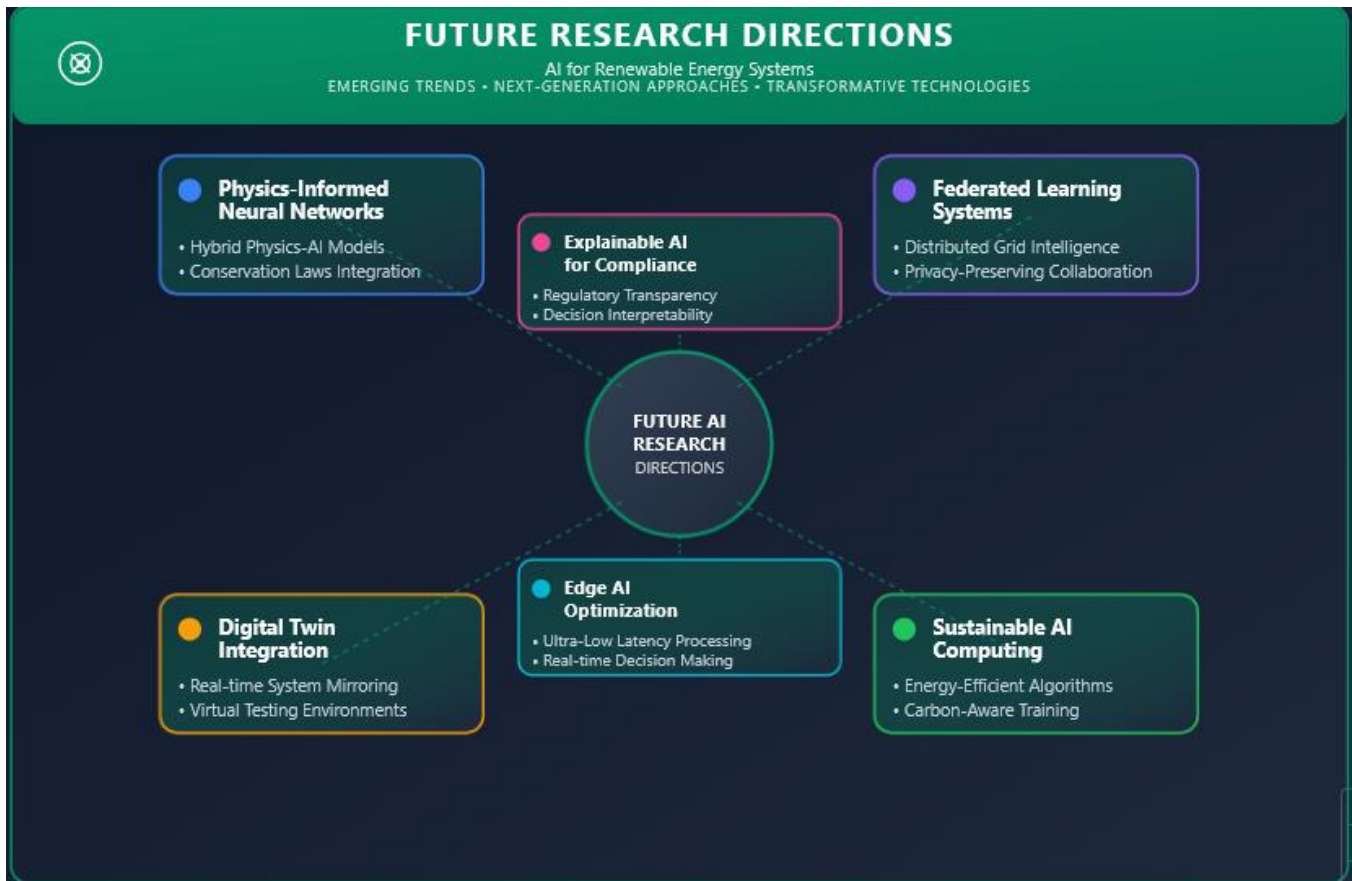 FUTURE RESEARCH DIRECTIONS
AI for Renewable Energy Systems
EMERGING TRENDS • NEXT-GENERATION APPROACHES • TRANSFORMATIVE TECHNOLOGIES
Physics-Informed
Neural Networks
• Hybrid Physics-AI Models
• Conservation Laws Integration
Explainable AI
for Compliance
• Regulatory Transparency
• Decision Interpretability
Federated Learning
Systems
• Distributed Grid Intelligence
• Privacy-Preserving Collaboration
FUTURE AI
RESEARCH
DIRECTIONS
Digital Twin
Integration
• Real-time System Mirroring
• Virtual Testing Environments
Edge AI
Optimization
• Ultra-Low Latency Processing
• Real-time Decision Making
Sustainable AI
Computing
• Energy-Efficient Algorithms
• Carbon-Aware Training